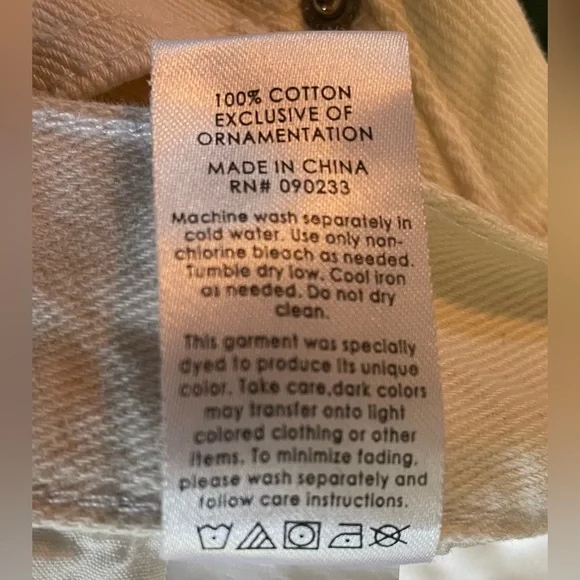 100% COTTON
EXCLUSIVE OF
ORNAMENTATION
MADE IN CHINA
RN# 090233
Machine wash separately in
cold water. Use only non-
chlorine bleach as needed.
Tumble dry low. Cool iron
as needed. Do not dry
clean.
This garment was specially
dyed to produce its unique
color. Take care,dark colors
may transfer onto light
colored clothing or other
items. To minimize fading,
please wash separately and
follow care instructions.